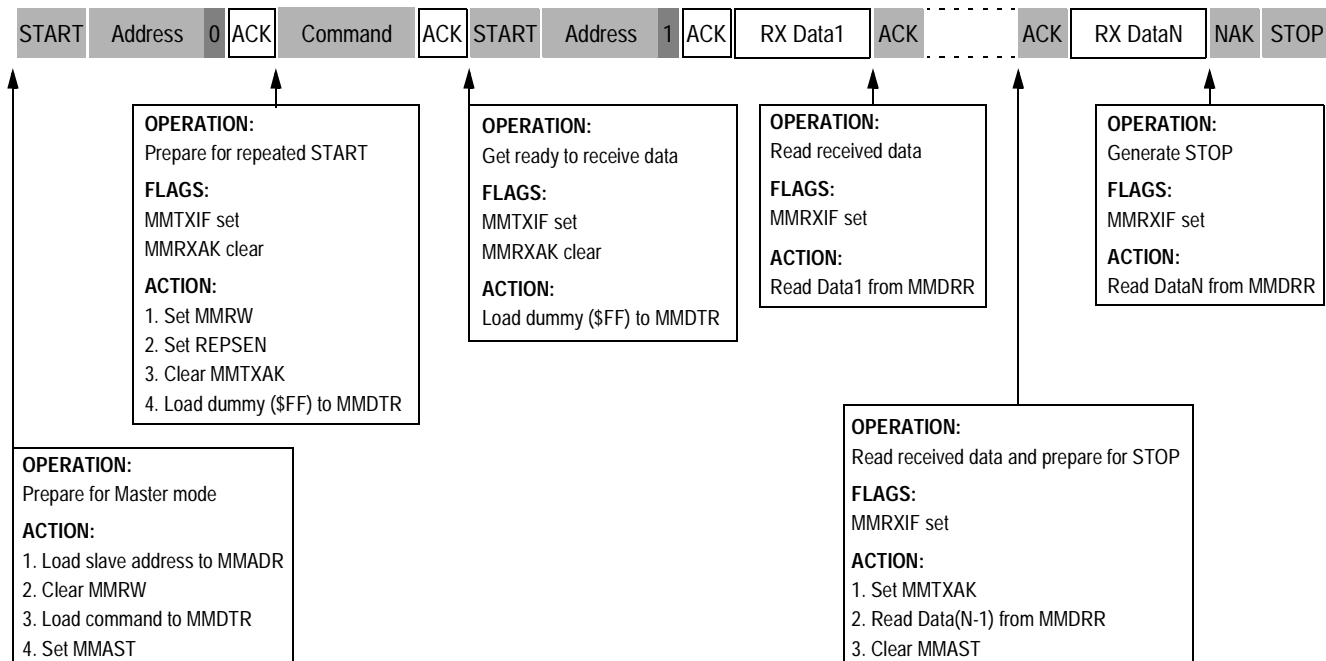 START Address 0 ACK Command ACK START Address 1 ACK RX Data1 ACK ACK RX DataN NAK STOP
OPERATION:
Prepare for repeated START
FLAGS:
MMTXIF set
MMRXAK clear
ACTION:
1. Set MMRW
2. Set REPSEN
3. Clear MMTXAK
4. Load dummy ($FF) to MMDTR
OPERATION:
Get ready to receive data
FLAGS:
MMTXIF set
MMRXAK clear
ACTION:
Load dummy ($FF) to MMDTR
OPERATION:
Read received data
FLAGS:
MMRXIF set
ACTION:
Read Data1 from MMDRR
OPERATION:
Generate STOP
FLAGS:
MMRXIF set
ACTION:
Read DataN from MMDRR
OPERATION:
Prepare for Master mode
ACTION:
1. Load slave address to MMADR
2. Clear MMRW
3. Load command to MMDTR
4. Set MMAST
OPERATION:
Read received data and prepare for STOP
FLAGS:
MMRXIF set
ACTION:
1. Set MMTXAK
2. Read Data(N-1) from MMDRR
3. Clear MMAST